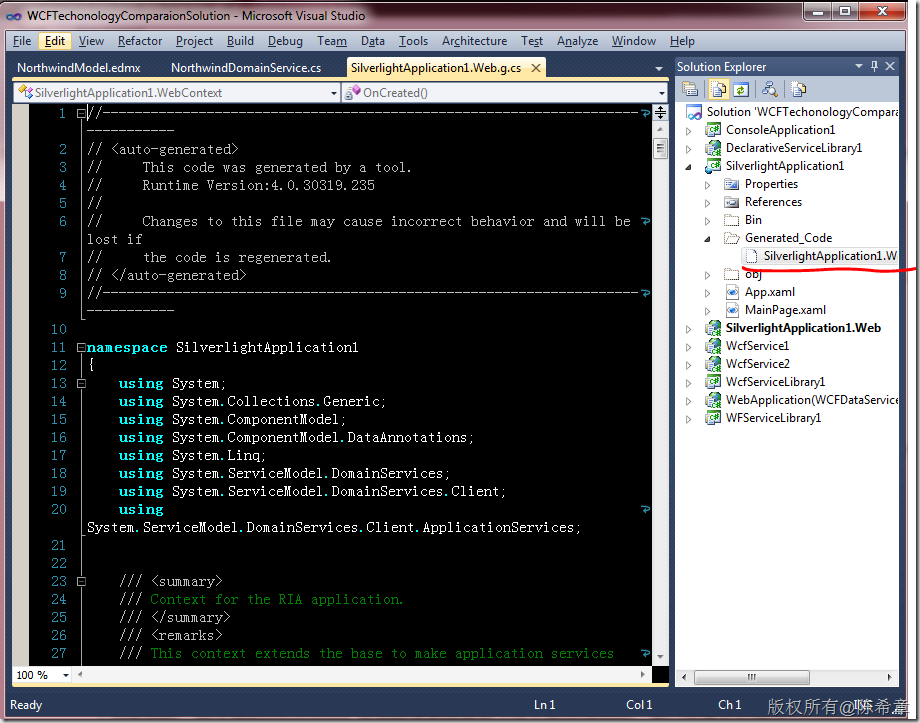 WCFTechonologyComparaionSolution - Microsoft Visual Studio
File Edit View Refactor Project Build Debug Team Data Tools Architecture Test Analyze Window Help
NorthwindModel.edmx NorthwindDomainService.cs SilverlightApplication1.Web.g.cs
SilverlightApplication1.WebContext OnCreated()
1 //------------------------------------------------------------------
-----------
2 // <auto-generated>
3 //     This code was generated by a tool.
4 //     Runtime Version:4.0.30319.235
5 //
6 //     Changes to this file may cause incorrect behavior and will be
lost if
7 //     the code is regenerated.
8 // </auto-generated>
9 //------------------------------------------------------------------
-----------
10
11 namespace SilverlightApplication1
12 {
13     using System;
14     using System.Collections.Generic;
15     using System.ComponentModel;
16     using System.ComponentModel.DataAnnotations;
17     using System.Linq;
18     using System.ServiceModel.DomainServices;
19     using System.ServiceModel.DomainServices.Client;
20     using
System.ServiceModel.DomainServices.Client.ApplicationServices;
21
22
23     /// <summary>
24     /// Context for the RIA application.
25     /// </summary>
26     /// <remarks>
27     /// This context extends the base to make application services
100 %
Solution Explorer
Solution 'WCFTechonologyCompara
ConsoleApplication1
DeclarativeServiceLibrary1
SilverlightApplication1
Properties
References
Bin
Generated_Code
SilverlightApplication1.W
obj
App.xaml
MainPage.xaml
SilverlightApplication1.Web
WcfService1
WcfService2
WcfServiceLibrary1
WebApplication(WCFDataService
WFServiceLibrary1
Ready Ln 1 Col 1 Ch 1 INS
版权所有@陈希章